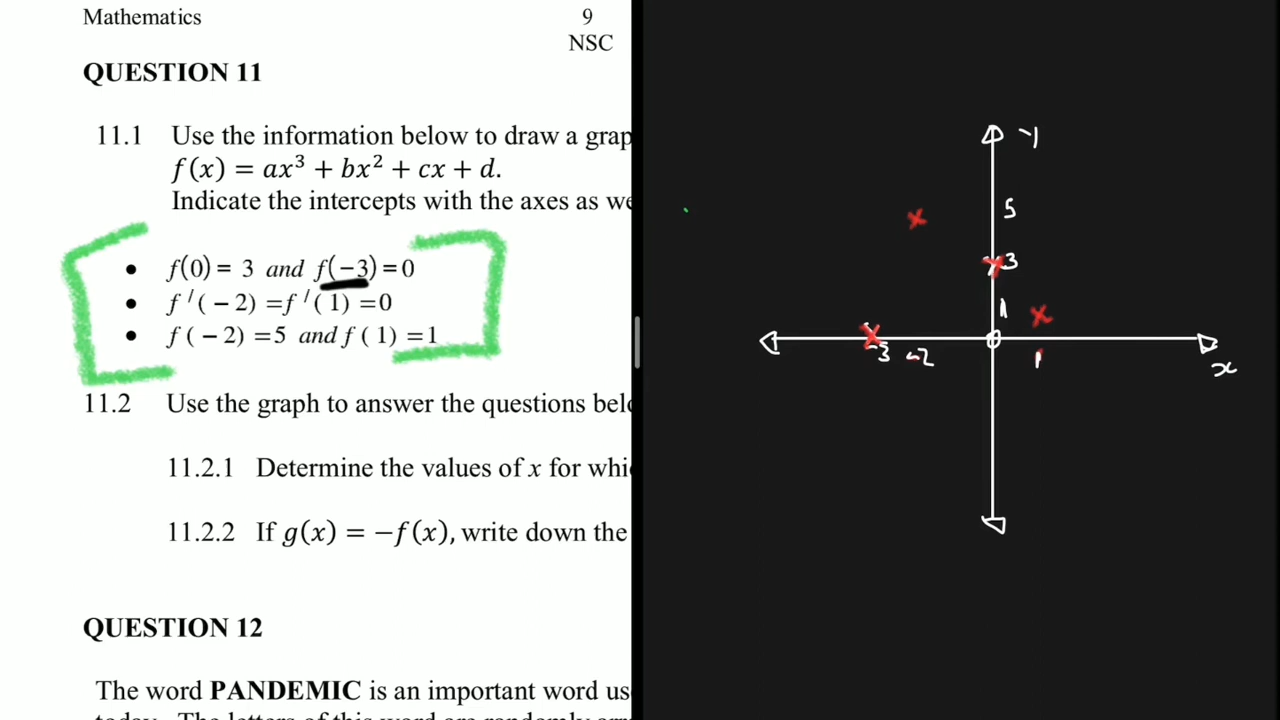 Mathematics
9
NSC
QUESTION 11
11.1 Use the information below to draw a grap
f(x) = ax³ + bx² + cx + d.
Indicate the intercepts with the axes as we
• f(0) = 3 and f(−3) = 0
• f ′(− 2) = f ′(1) = 0
• f(− 2) = 5 and f(1) = 1
11.2 Use the graph to answer the questions belo
11.2.1 Determine the values of x for whi
11.2.2 If g(x) = −f(x), write down the
QUESTION 12
The word PANDEMIC is an important word us
y
5
3
1
-3 -2 1
x